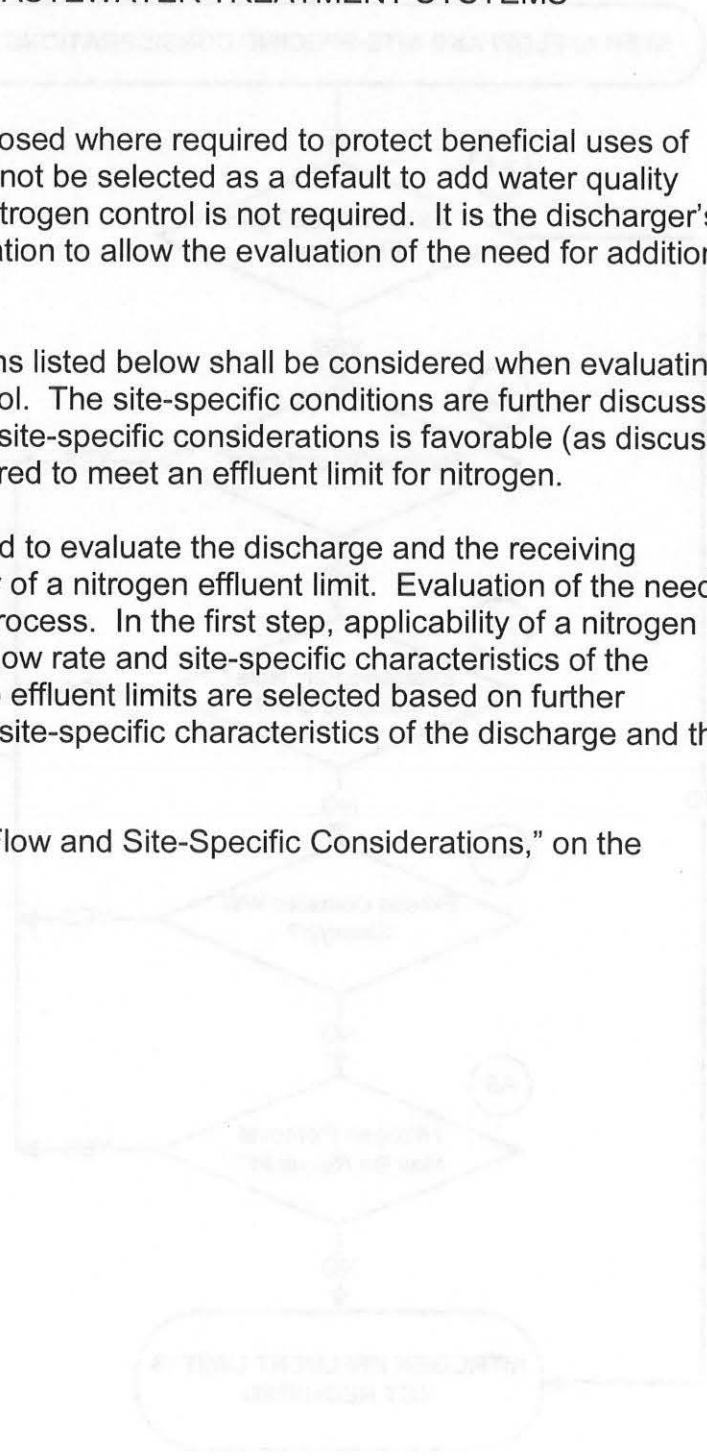 ASTEWATER TREATMENT SYSTEMS
osed where required to protect beneficial uses of
not be selected as a default to add water quality
trogen control is not required. It is the discharger's
ation to allow the evaluation of the need for addition
ns listed below shall be considered when evaluatin
ol. The site-specific conditions are further discuss
site-specific considerations is favorable (as discus
red to meet an effluent limit for nitrogen.
d to evaluate the discharge and the receiving
of a nitrogen effluent limit. Evaluation of the need
rocess. In the first step, applicability of a nitrogen
low rate and site-specific characteristics of the
effluent limits are selected based on further
site-specific characteristics of the discharge and th
Flow and Site-Specific Considerations," on the